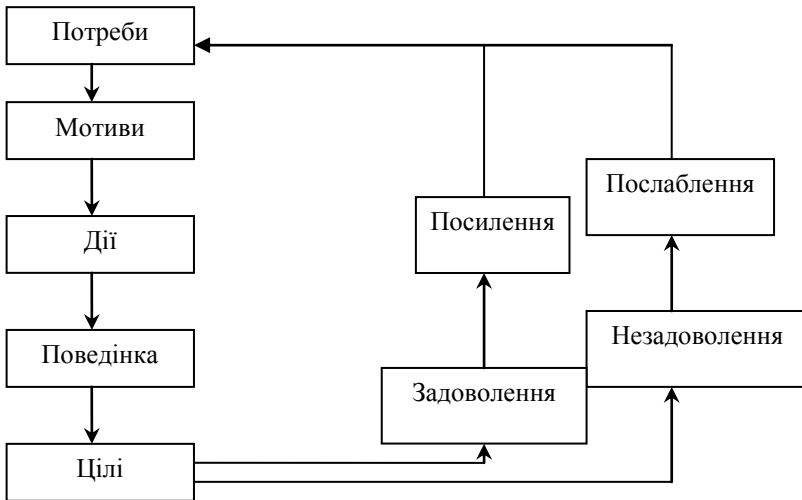 Потреби
Мотиви
Дії
Поведінка
Цілі
Посилення
Задоволення
Послаблення
Незадоволення